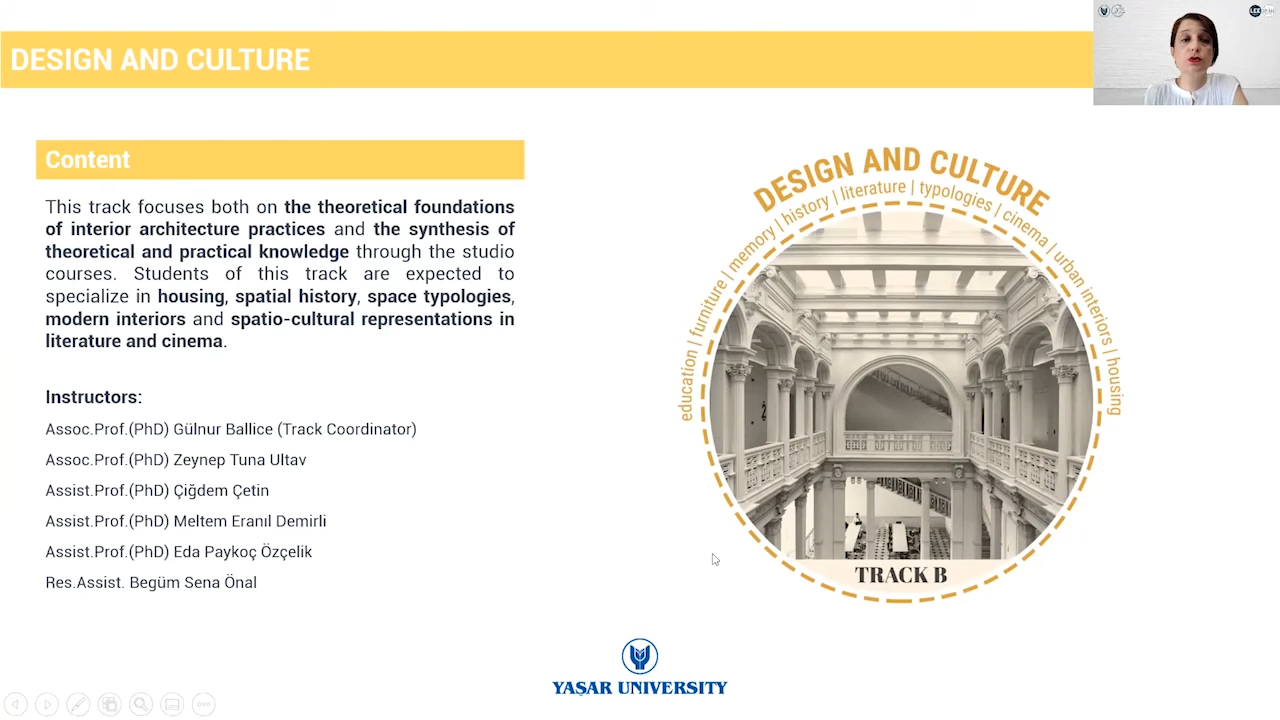 DESIGN AND CULTURE
Content
This track focuses both on the theoretical foundations
of interior architecture practices and the synthesis of
theoretical and practical knowledge through the studio
courses. Students of this track are expected to
specialize in housing, spatial history, space typologies,
modern interiors and spatio-cultural representations in
literature and cinema.
Instructors:
Assoc.Prof.(PhD) Gülnur Ballice (Track Coordinator)
Assoc.Prof.(PhD) Zeynep Tuna Ultav
Assist.Prof.(PhD) Çiğdem Çetin
Assist.Prof.(PhD) Meltem Eranıl Demirli
Assist.Prof.(PhD) Eda Paykoç Özçelik
Res.Assist. Begüm Sena Önal
DESIGN AND CULTURE
education | furniture | memory | history | literature | typologies | cinema | urban interiors | housing
2
TRACK B
YAŞAR UNIVERSITY